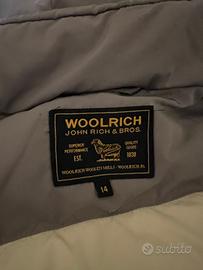 WOOLRICH
JOHN RICH & BROS.
SUPERIOR PERFORMANCE
QUALITY GOODS
EST.
1830
WOOLRICH WOOLEN MILLS - WOOLRICH, PA.
14
subito